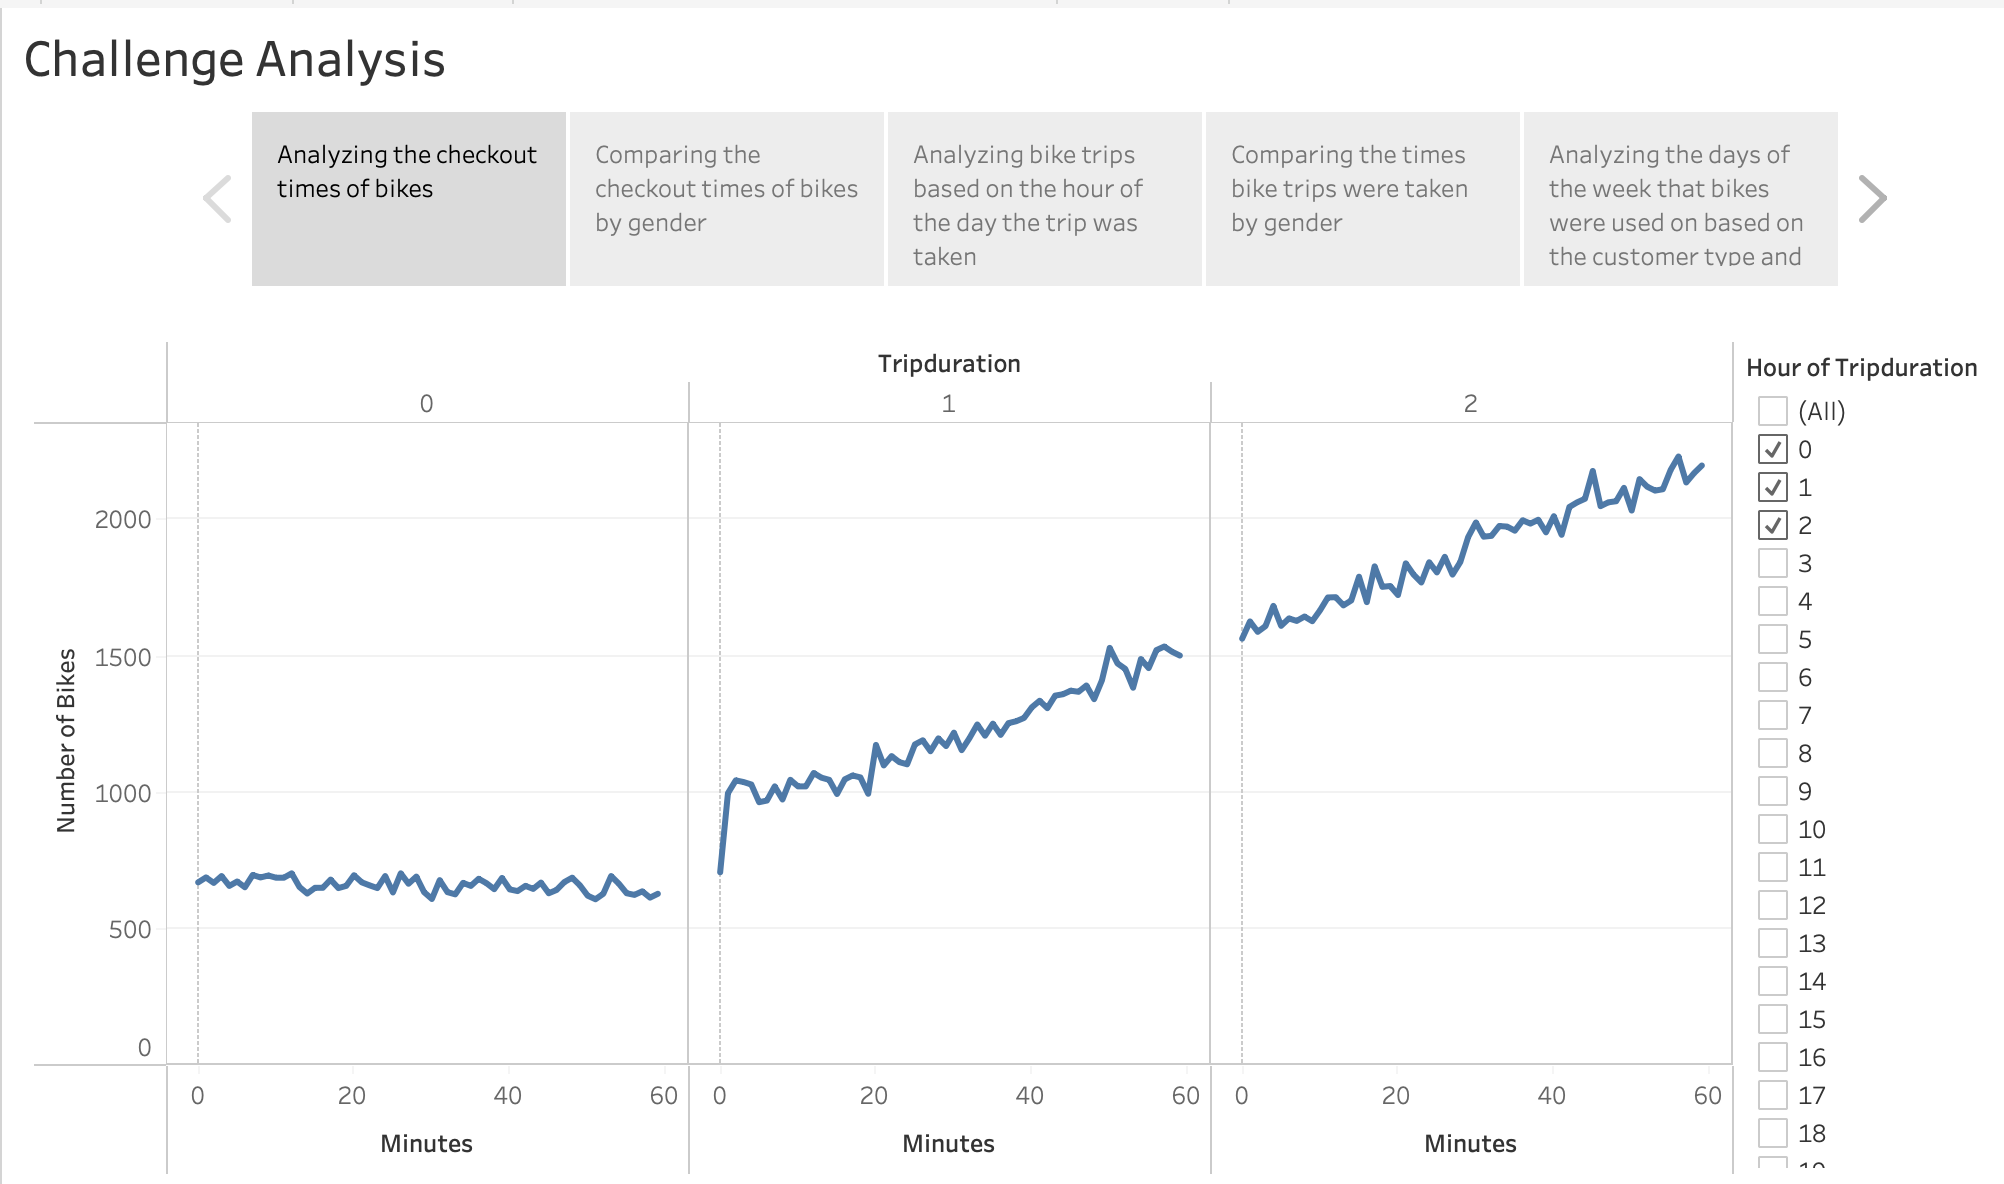 Challenge Analysis
Analyzing the checkout
times of bikes
Comparing the
checkout times of bikes
by gender
Analyzing bike trips
based on the hour of
the day the trip was
taken
Comparing the times
bike trips were taken
by gender
Analyzing the days of
the week that bikes
were used on based on
the customer type and
Tripduration
0
1
2
Number of Bikes
2000
1500
1000
500
0
0 20 40 60
0 20 40 60
0 20 40 60
Minutes
Minutes
Minutes
Hour of Tripduration
(All)
0
1
2
3
4
5
6
7
8
9
10
11
12
13
14
15
16
17
18